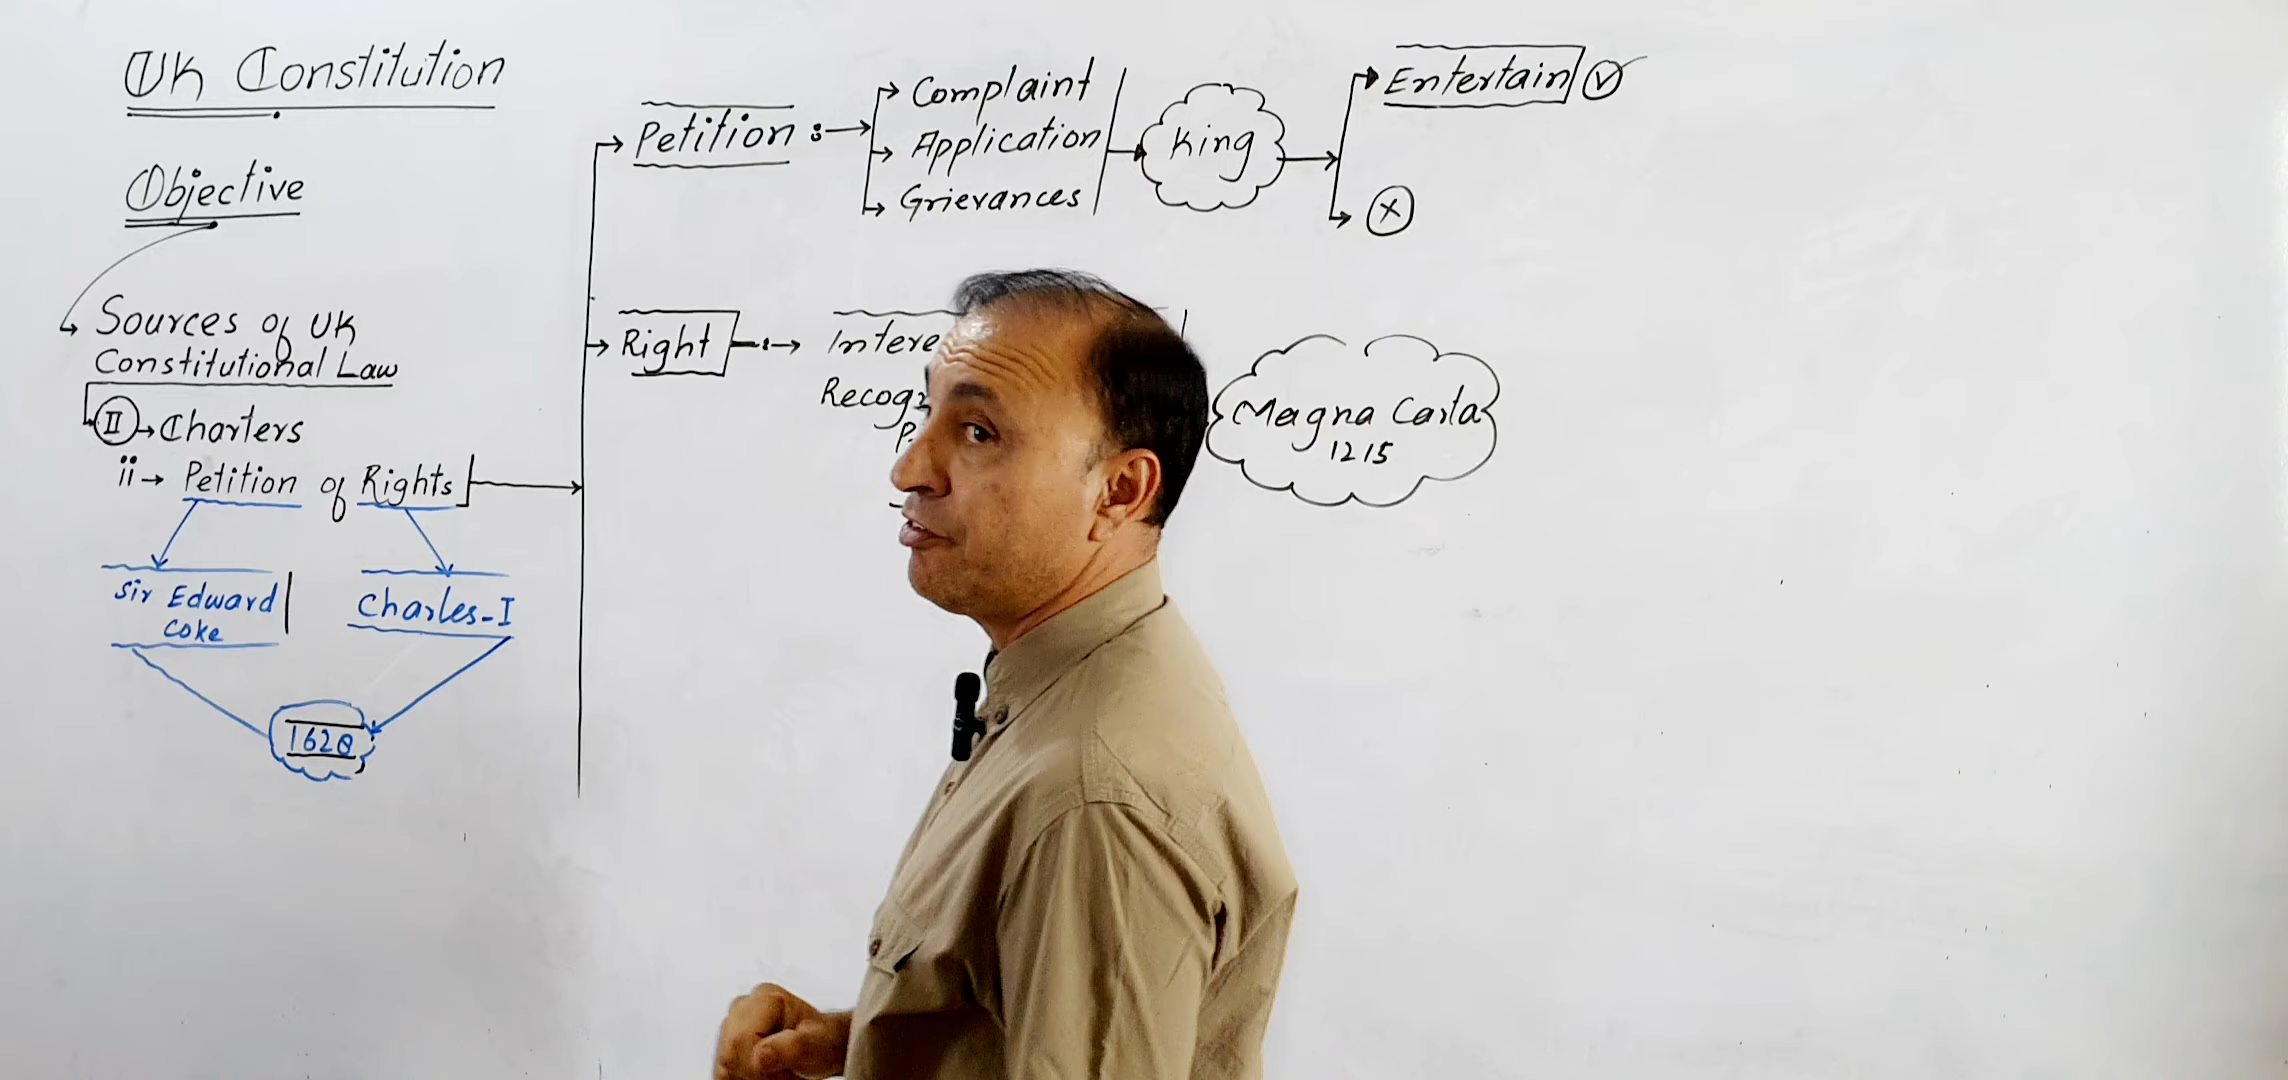 UK Constitution
Objective
Sources of UK
Constitutional Law
II → Charters
ii → Petition of Rights
Sir Edward
Coke
Charles-I
1628
Petition :→
Complaint
Application
Grievances
King
Entertain
Right :→
Magna Carta
1215